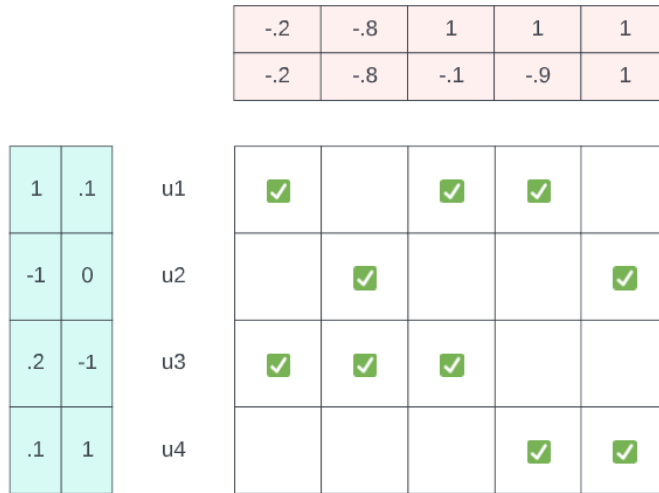 -.2 -.8 1 1 1
-.2 -.8 -.1 -.9 1
1 .1 u1 ✅ ✅ ✅
-1 0 u2 ✅ ✅
.2 -1 u3 ✅ ✅ ✅
.1 1 u4 ✅ ✅